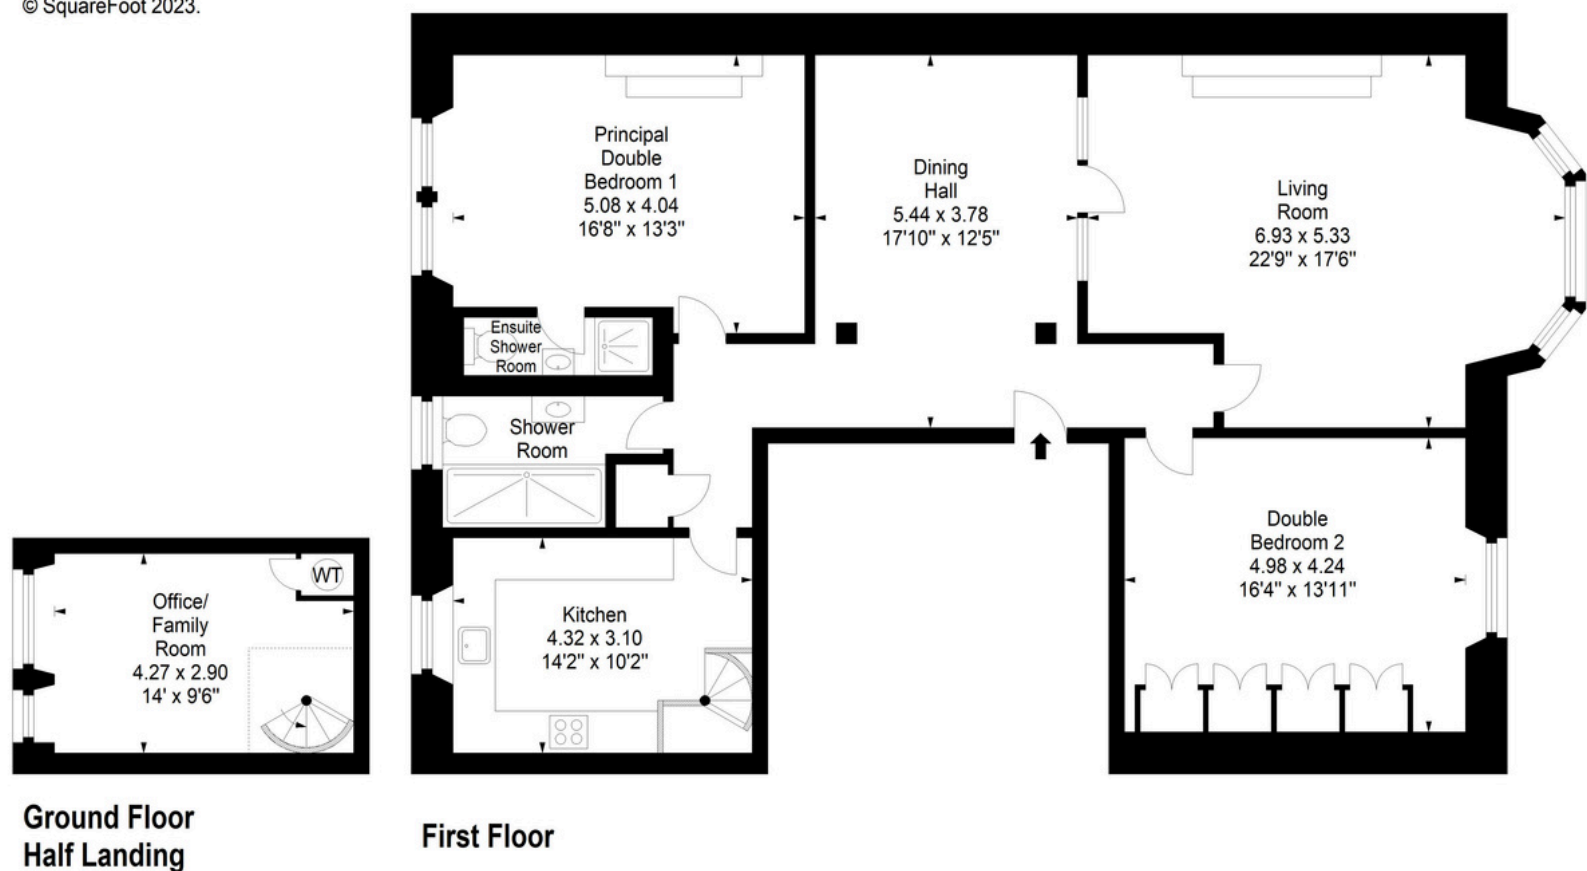 © SquareFoot 2023.
Principal
Double
Bedroom 1
5.08 x 4.04
16'8" x 13'3"
Dining
Hall
5.44 x 3.78
17'10" x 12'5"
Living
Room
6.93 x 5.33
22'9" x 17'6"
Ensuite
Shower
Room
Shower
Room
Double
Bedroom 2
4.98 x 4.24
16'4" x 13'11"
Kitchen
4.32 x 3.10
14'2" x 10'2"
WT
Office/
Family
Room
4.27 x 2.90
14' x 9'6"
Ground Floor
Half Landing
First Floor